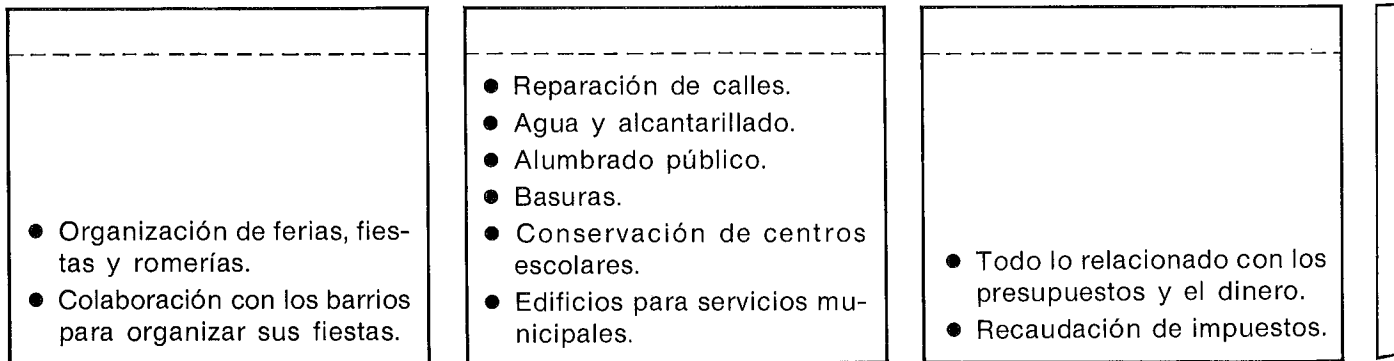 ● Organización de ferias, fies-
tas y romerías.
● Colaboración con los barrios
para organizar sus fiestas.
● Reparación de calles.
● Agua y alcantarillado.
● Alumbrado público.
● Basuras.
● Conservación de centros
escolares.
● Edificios para servicios mu-
nicipales.
● Todo lo relacionado con los
presupuestos y el dinero.
● Recaudación de impuestos.